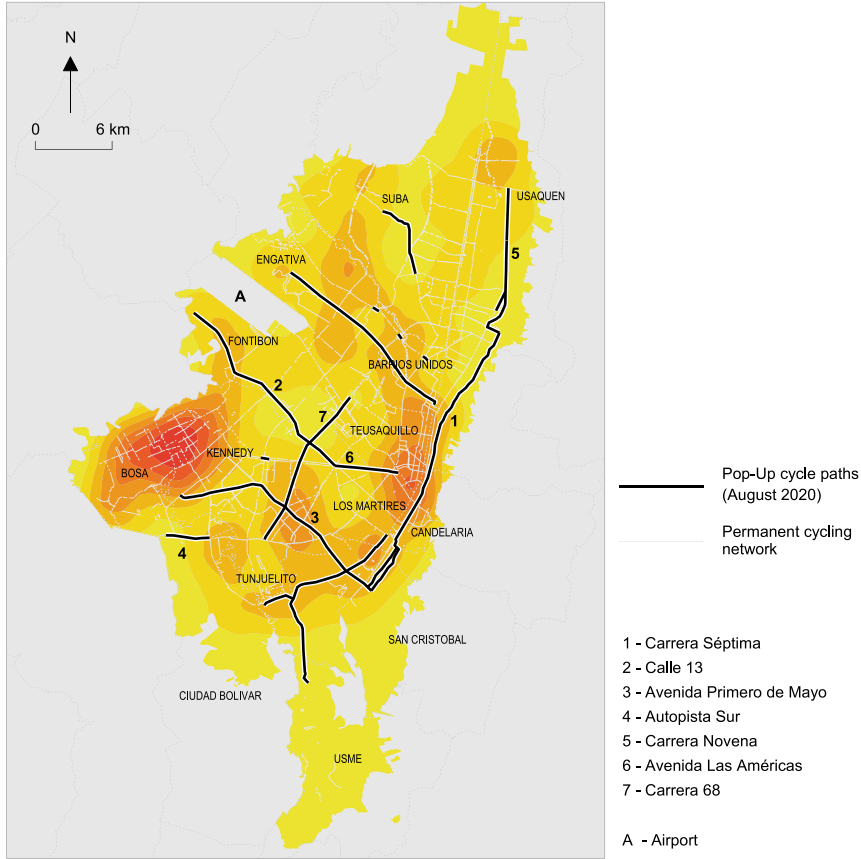 N
0 6 km
SUBA
USAQUEN
5
ENGATIVA
A
FONTIBON
BARRIOS UNIDOS
2
7
1
TEUSAQUILLO
KENNEDY
6
BOSA
LOS MARTIRES
3
CANDELARIA
4
TUNJUELITO
SAN CRISTOBAL
CIUDAD BOLIVAR
USME
Pop-Up cycle paths
(August 2020)
Permanent cycling
network
1 - Carrera Séptima
2 - Calle 13
3 - Avenida Primero de Mayo
4 - Autopista Sur
5 - Carrera Novena
6 - Avenida Las Américas
7 - Carrera 68
A - Airport